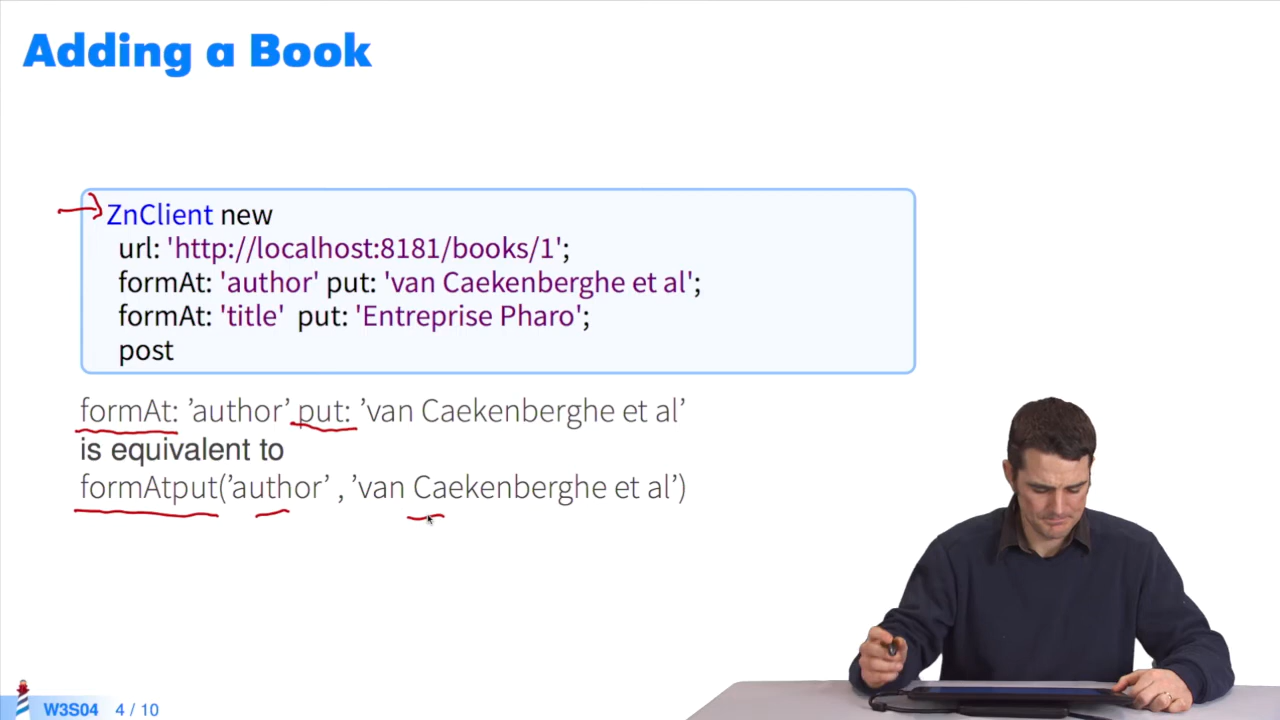 Adding a Book
ZnClient new
url: 'http://localhost:8181/books/1';
formAt: 'author' put: 'van Caekenberghe et al';
formAt: 'title' put: 'Entreprise Pharo';
post
formAt: ’author’ put: ’van Caekenberghe et al’
is equivalent to
formAtput(’author’ , ’van Caekenberghe et al’)
W3S04 4 / 10